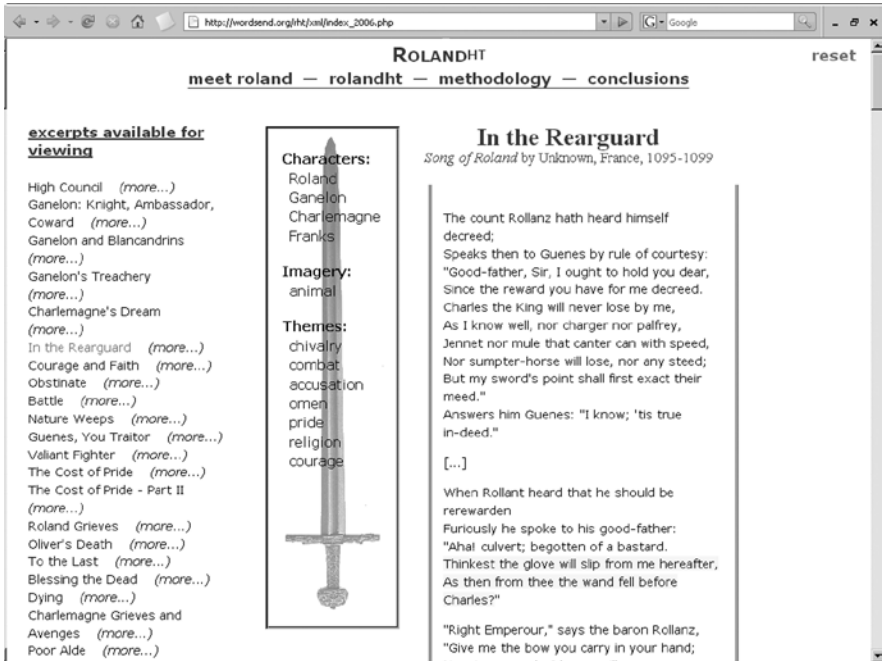 http://wordsend.org/rht/xml/index_2006.php
G Google
ROLANDHT
reset
meet roland — rolandht — methodology — conclusions
excerpts available for
viewing
High Council (more...)
Ganelon: Knight, Ambassador,
Coward (more...)
Ganelon and Blancandrins
(more...)
Ganelon's Treachery
(more...)
Charlemagne's Dream
(more...)
In the Rearguard (more...)
Courage and Faith (more...)
Obstinate (more...)
Battle (more...)
Nature Weeps (more...)
Guenes, You Traitor (more...)
Valiant Fighter (more...)
The Cost of Pride (more...)
The Cost of Pride - Part II
(more...)
Roland Grieves (more...)
Oliver's Death (more...)
To the Last (more...)
Blessing the Dead (more...)
Dying (more...)
Charlemagne Grieves and
Avenges (more...)
Poor Alde (more...)
Characters:
Roland
Ganelon
Charlemagne
Franks
Imagery:
animal
Themes:
chivalry
combat
accusation
omen
pride
religion
courage
In the Rearguard
Song of Roland by Unknown, France, 1095-1099
The count Rollanz hath heard himself
decreed;
Speaks then to Guenes by rule of courtesy:
"Good-father, Sir, I ought to hold you dear,
Since the reward you have for me decreed.
Charles the King will never lose by me,
As I know well, nor charger nor palfrey,
Jennet nor mule that canter can with speed,
Nor sumpter-horse will lose, nor any steed;
But my sword's point shall first exact their
meed."
Answers him Guenes: "I know; 'tis true
in-deed."
[...]
When Rollant heard that he should be
rerewarden
Furiously he spoke to his good-father:
"Aha! culvert; begotten of a bastard.
Thinkest the glove will slip from me hereafter,
As then from thee the wand fell before
Charles?"
"Right Emperour," says the baron Rollanz,
"Give me the bow you carry in your hand;